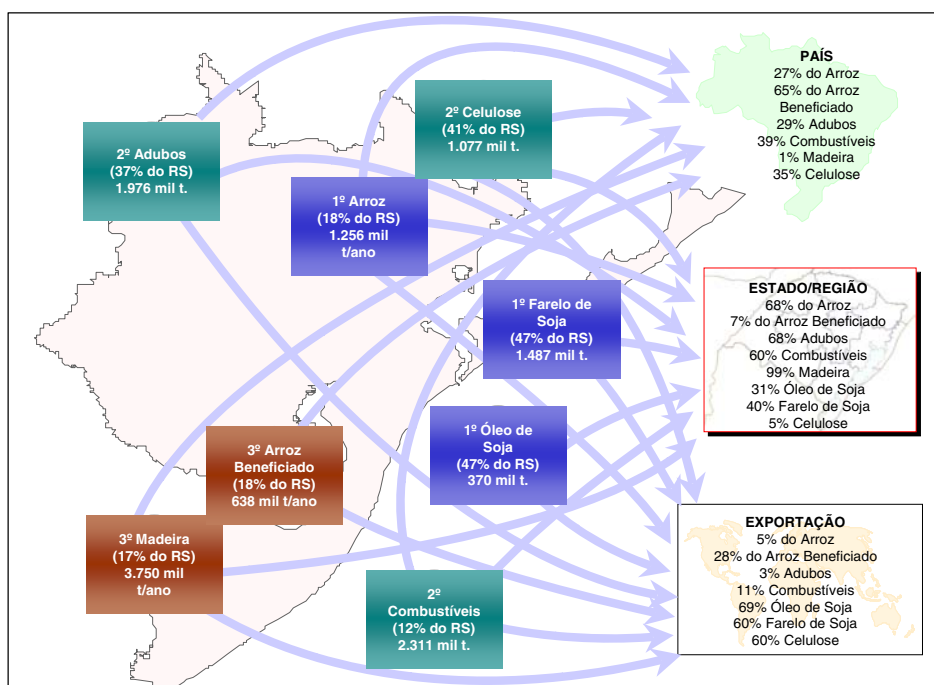 2º Adubos
(37% do RS)
1.976 mil t.
2º Celulose
(41% do RS)
1.077 mil t.
1º Arroz
(18% do RS)
1.256 mil
t/ano
1º Farelo de
Soja
(47% do RS)
1.487 mil t.
1º Óleo de
Soja
(47% do RS)
370 mil t.
3º Arroz
Beneficiado
(18% do RS)
638 mil t/ano
3º Madeira
(17% do RS)
3.750 mil
t/ano
2º
Combustíveis
(12% do RS)
2.311 mil t.
PAÍS
27% do Arroz
65% do Arroz
Beneficiado
29% Adubos
39% Combustíveis
1% Madeira
35% Celulose
ESTADO/REGIÃO
68% do Arroz
7% do Arroz Beneficiado
68% Adubos
60% Combustíveis
99% Madeira
31% Óleo de Soja
40% Farelo de Soja
5% Celulose
EXPORTAÇÃO
5% do Arroz
28% do Arroz Beneficiado
3% Adubos
11% Combustíveis
69% Óleo de Soja
60% Farelo de Soja
60% Celulose